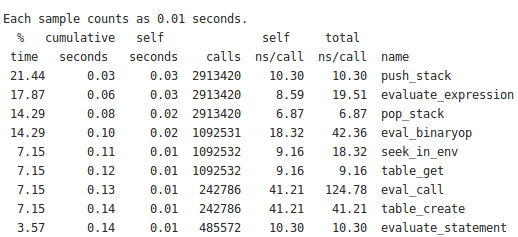 Each sample counts as 0.01 seconds.
  %   cumulative   self              self     total
 time   seconds   seconds    calls  ns/call  ns/call  name
 21.44      0.03     0.03  2913420    10.30    10.30  push_stack
 17.87      0.06     0.03  2913420     8.59    19.51  evaluate_expression
 14.29      0.08     0.02  2913420     6.87     6.87  pop_stack
 14.29      0.10     0.02  1092531    18.32    42.36  eval_binaryop
  7.15      0.11     0.01  1092532     9.16    18.32  seek_in_env
  7.15      0.12     0.01  1092532     9.16     9.16  table_get
  7.15      0.13     0.01   242786    41.21   124.78  eval_call
  7.15      0.14     0.01   242786    41.21    41.21  table_create
  3.57      0.14     0.01   485572    10.30    10.30  evaluate_statement